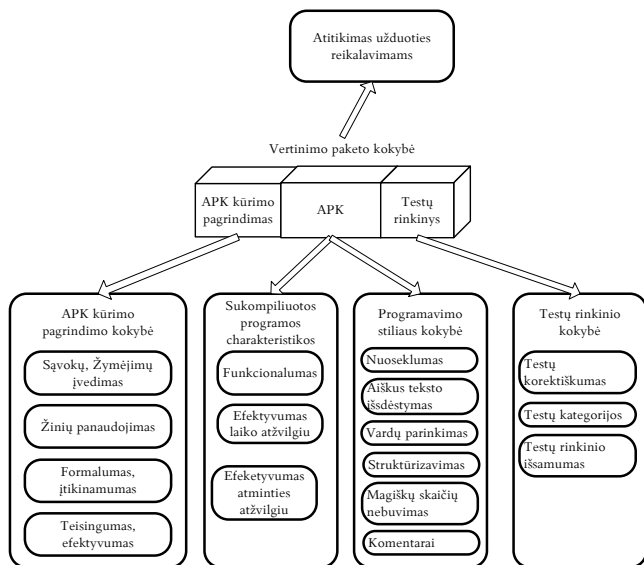 Atitikimas užduoties
reikalavimams
Vertinimo paketo kokybė
APK kūrimo
pagrindimas
APK
Testų
rinkinys
APK kūrimo
pagrindimo kokybė
Sąvokų, Žymėjimų
įvedimas
Žinių panaudojimas
Formalumas,
įtikinamumas
Teisingumas,
efektyvumas
Sukompiliuotos
programos
charakteristikos
Funkcionalumas
Efektyvumas
laiko atžvilgiu
Efeketyvumas
atminties
atžvilgiu
Programavimo
stiliaus kokybė
Nuoseklumas
Aiškus teksto
išsdėstymas
Vardų parinkimas
Struktūrizavimas
Magiškų skaičių
nebuvimas
Komentarai
Testų rinkinio
kokybė
Testų
korektiškumas
Testų kategorijos
Testų rinkinio
išsamumas